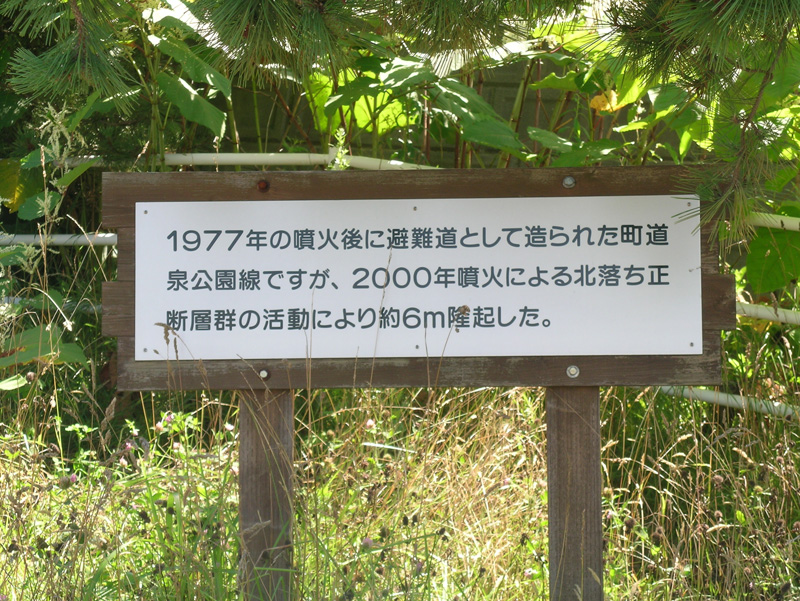 1977年の噴火後に避難道として造られた町道
泉公園線ですが、2000年噴火による北落ち正
断層群の活動により約6m隆起した。